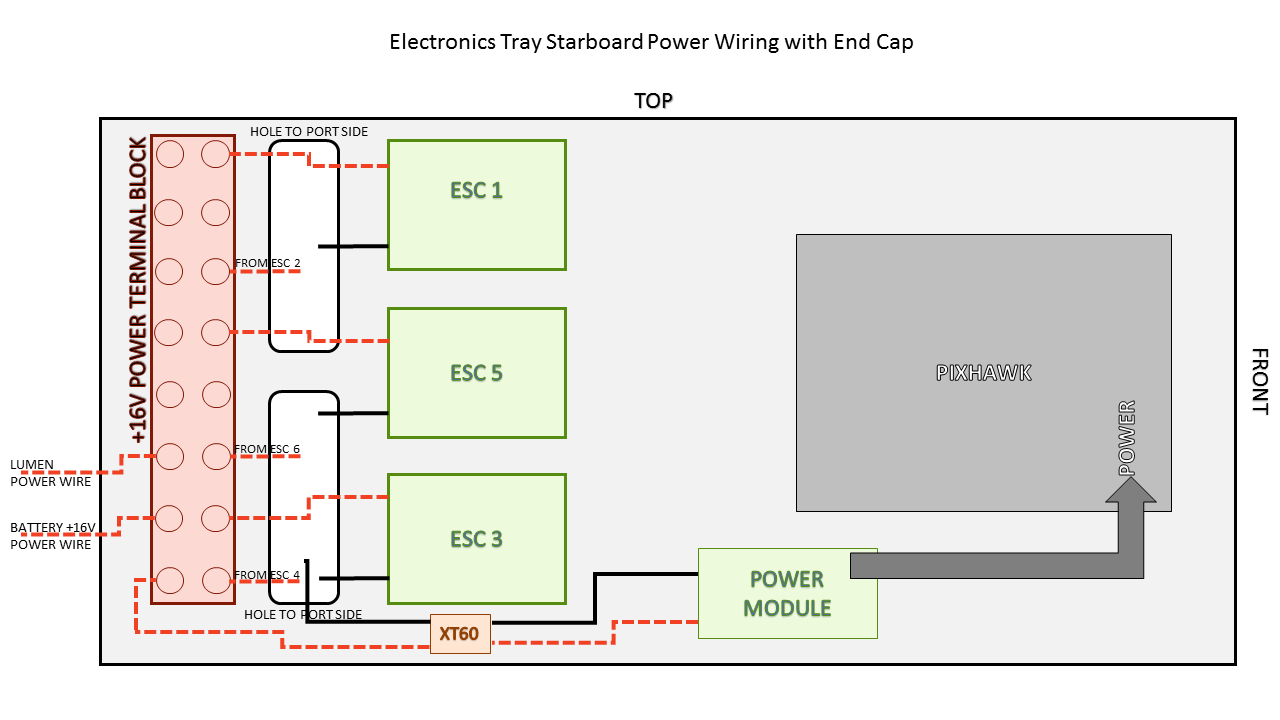 Electronics Tray Starboard Power Wiring with End Cap
TOP
HOLE TO PORT SIDE
+16V POWER TERMINAL BLOCK
ESC 1
FROM ESC 2
ESC 5
PIXHAWK
FRONT
POWER
FROM ESC 6
LUMEN
POWER WIRE
BATTERY +16V
POWER WIRE
ESC 3
FROM ESC 4
POWER
MODULE
HOLE TO PORT SIDE
XT60